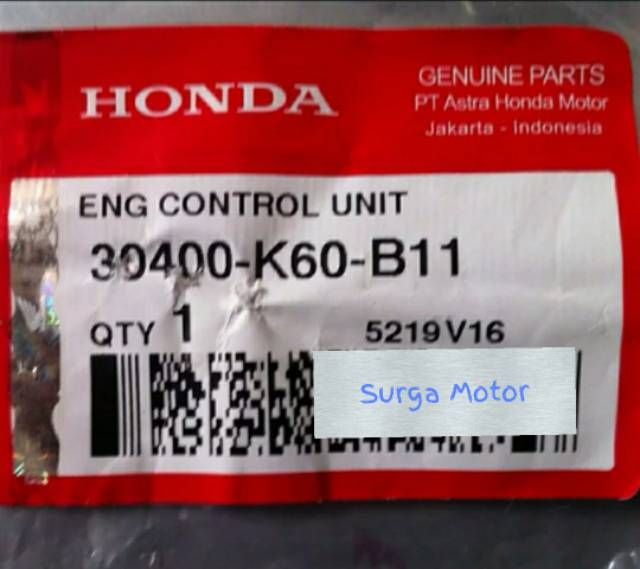 HONDA
GENUINE PARTS
PT Astra Honda Motor
Jakarta - Indonesia
ENG CONTROL UNIT
30400-K60-B11
QTY 1
5219V16
Surga Motor